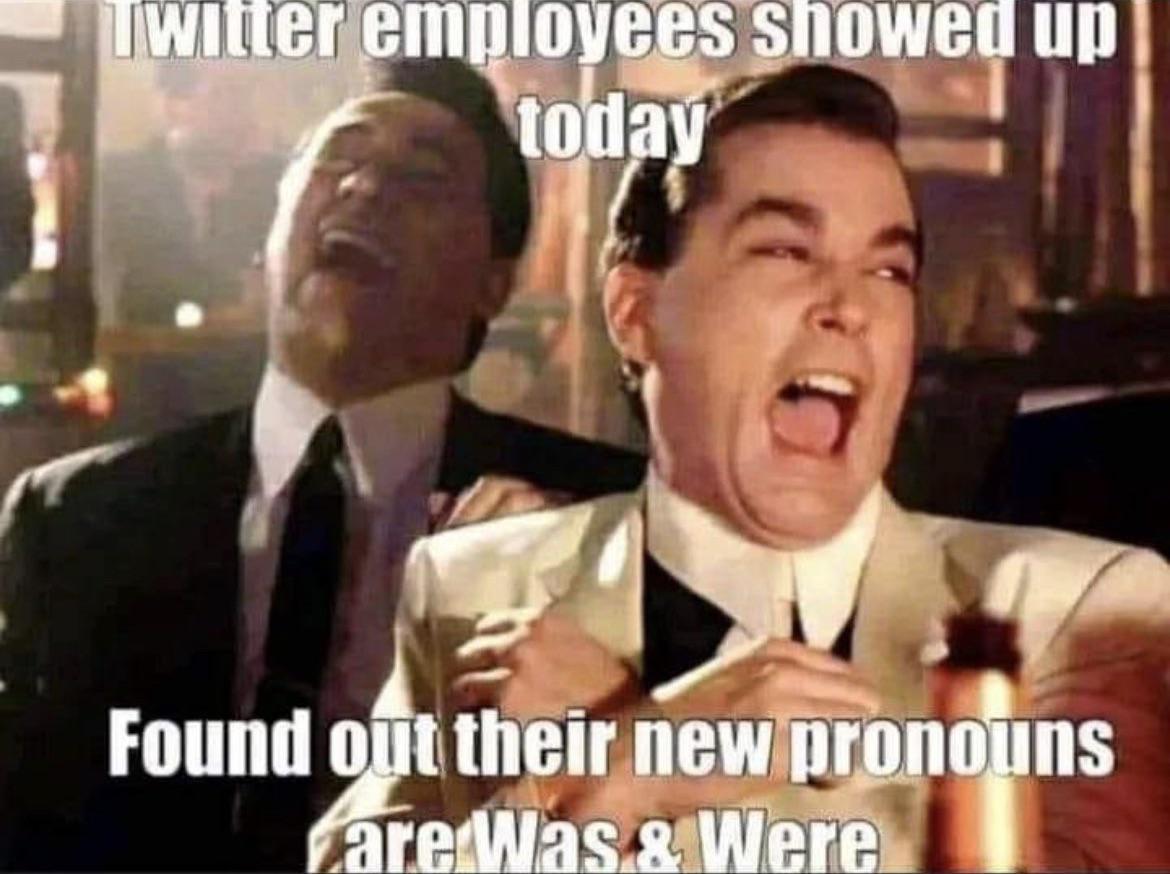 Twitter employees showed up
today
Found out their new pronouns
are Was & Were